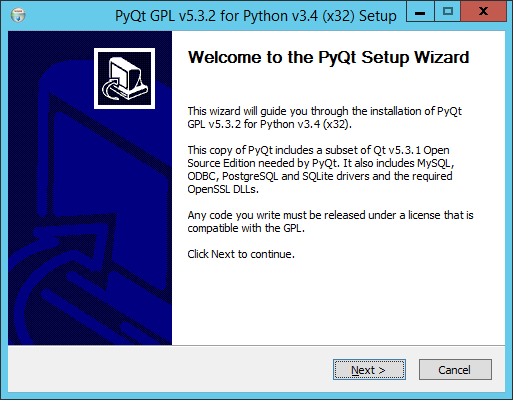 PyQt GPL v5.3.2 for Python v3.4 (x32) Setup
Welcome to the PyQt Setup Wizard
This wizard will guide you through the installation of PyQt
GPL v5.3.2 for Python v3.4 (x32).
This copy of PyQt includes a subset of Qt v5.3.1 Open
Source Edition needed by PyQt. It also includes MySQL,
ODBC, PostgreSQL and SQLite drivers and the required
OpenSSL DLLs.
Any code you write must be released under a license that is
compatible with the GPL.
Click Next to continue.
Next >
Cancel